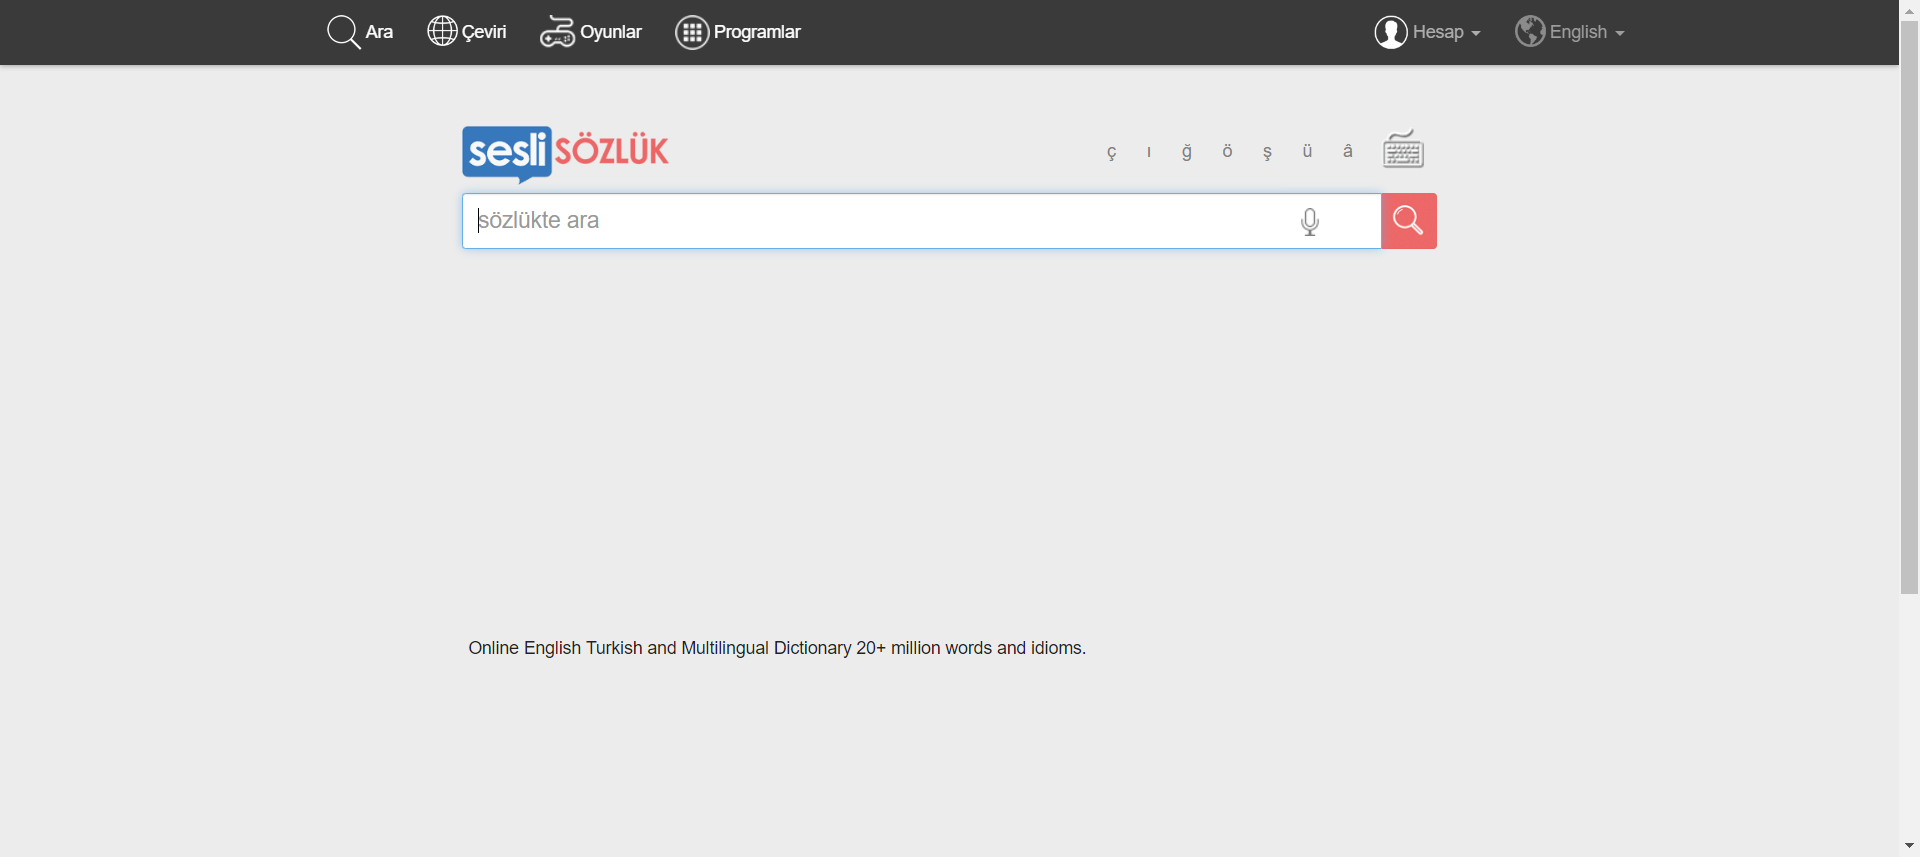 Ara Çeviri Oyunlar Programlar Hesap English
sesli SÖZLÜK ç ı ğ ö ş ü â
sözlükte ara
Online English Turkish and Multilingual Dictionary 20+ million words and idioms.